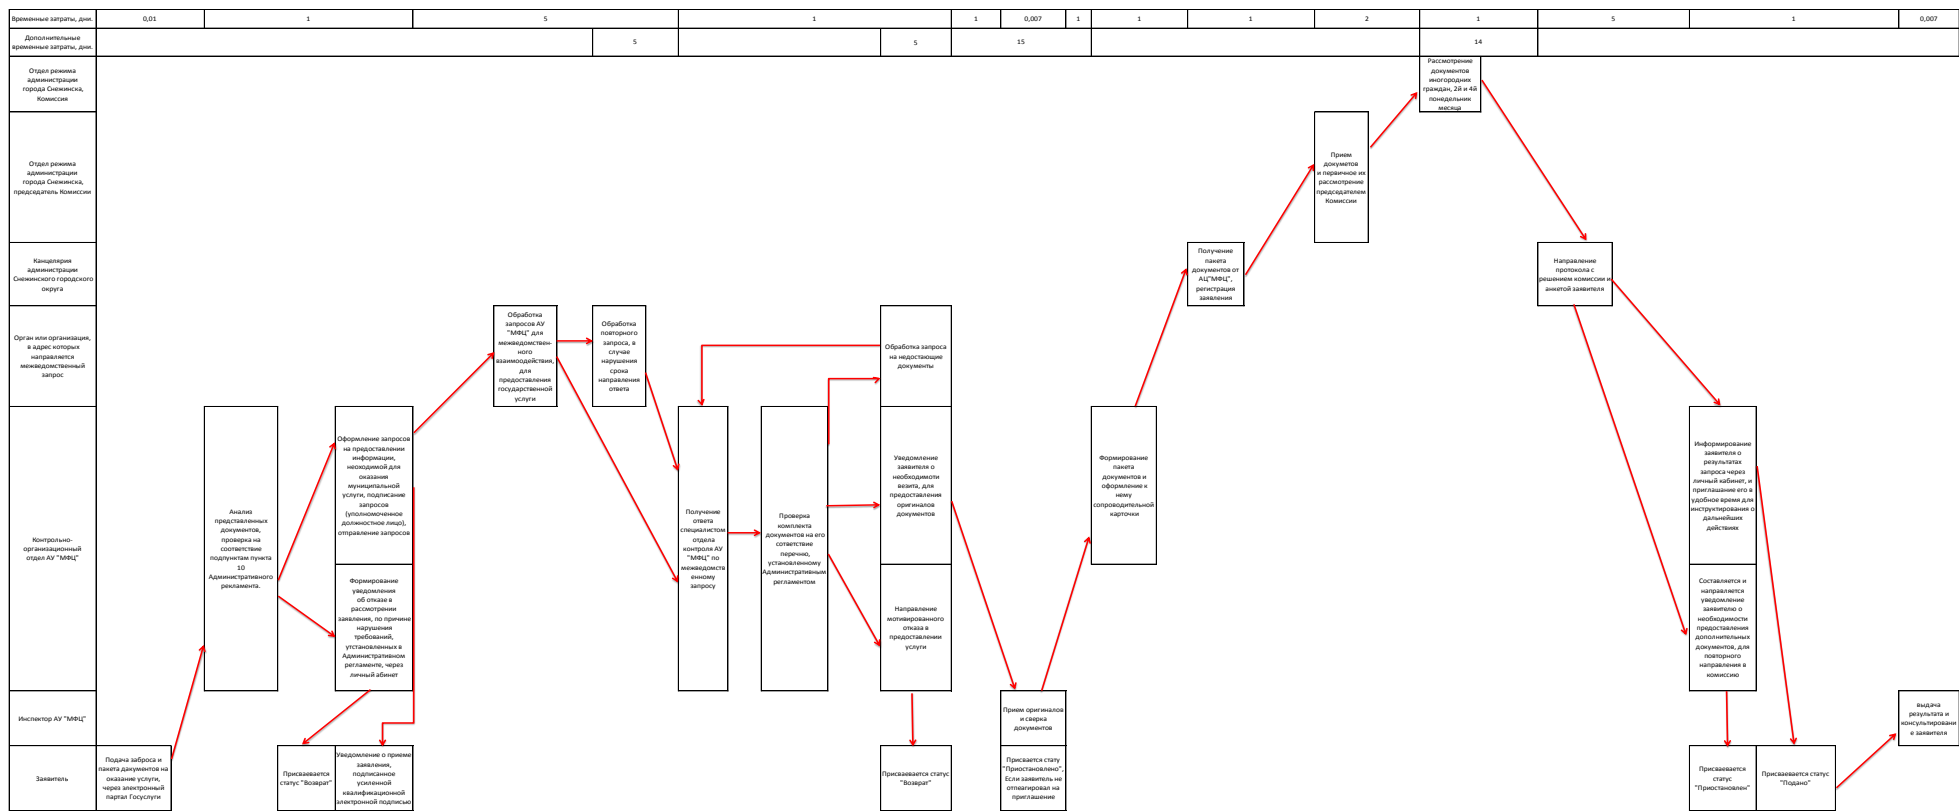 Временные затраты, дни.
0,01
1
5
1
1
0,007
1
1
1
2
1
5
1
0,007
Дополнительные
временные затраты, дни.
5
5
15
14
Отдел режима
администрации
города Снежинска,
Комиссия
Рассмотрение
документов
иногородних
граждан, 2й и 4й
понедельник
месяца
Отдел режима
администрации
города Снежинска,
председатель Комиссии
Прием
докуметов
и первичное их
рассмотрение
председателем
Комиссии
Канцелярия
администрации
Снежинского городского
округа
Получение
пакета
документов от
АЦ"МФЦ",
регистрация
заявления
Направление
протокола с
решением комиссии и
анкетой заявителя
Орган или организация,
в адрес которых
направляется
межведомственный
запрос
Обработка
запросов АУ
"МФЦ" для
межведомствен-
ного
взаимодействия,
для
предоставления
государственной
услуги
Обработка
повторного
запроса, в
случае
нарушения
срока
направления
ответа
Обработка запроса
на недостающие
документы
Контрольно-
организационный
отдел АУ "МФЦ"
Анализ
представленных
документов,
проверка на
соответствие
подпунктам пункта
10
Административного
рекламента.
Оформление запросов
на предоставлении
информации,
неоходимой для
оказания
муниципальной
услуги, подписание
запросов
(уполномоченное
должностное лицо),
отправление запросов
Формирование
уведомления
об отказе в
рассмотрении
заявления, по причине
нарушения
требований,
утстановленных в
Административном
регламенте, через
личный абинет
Получение
ответа
специалистом
отдела
контроля АУ
"МФЦ" по
межведомств
енному
запросу
Проверка
комплекта
документов на его
сответствие
перечню,
установленному
Административным
регламентом
Уведомление
заявителя о
необходимоти
везита, для
предоставления
оригиналов
документов
Направление
мотивированного
отказа в
предоставлении
услуги
Формирование
пакета
документов и
оформление к
нему
сопроводительной
карточки
Информирование
заявителя о
результатах
запроса через
личный кабинет, и
приглашание его в
удобное время для
инструктирования о
дальнейших
действиях
Составляется и
направляется
уведомление
заявителю о
необходимости
предоставления
дополнительных
документов, для
повторного
направления в
комиссию
Инспектор АУ "МФЦ"
Прием оригиналов
и сверка
документов
выдача
результата и
консультировани
е заявителя
Заявитель
Подача заброса и
пакета дакументов на
оказание услуги,
через электронный
партал Госуслуги
Присваевается
статус "Возврат"
Уведомление о приеме
заявления,
подписанное
усиленной
квалификационной
электронной подписью
Присваевается статус
"Возврат"
Присвается стату
"Приостановлено",
Если заявитель не
отпеагировал на
приглашение
Присваевается
статус
"Приостановлен"
Присваевается статус
"Подано"